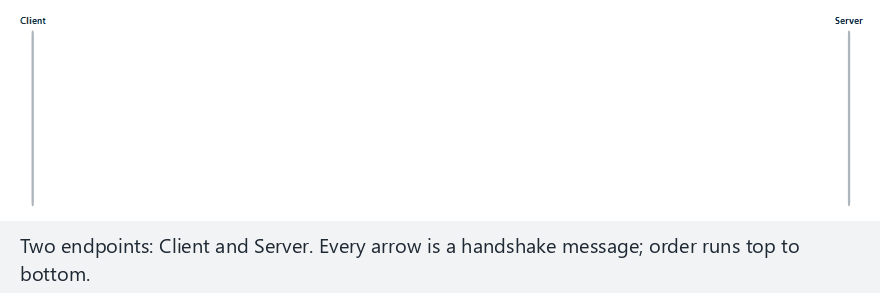 Client
Server
Two endpoints: Client and Server. Every arrow is a handshake message; order runs top to
bottom.